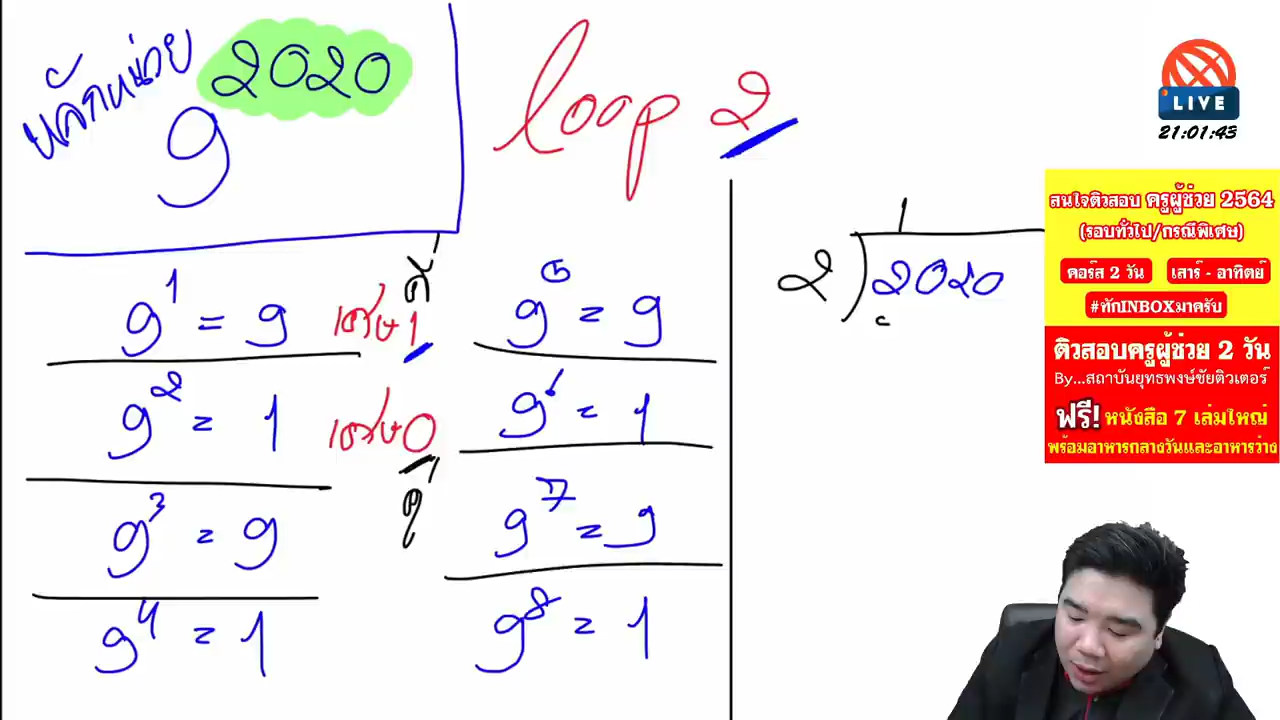 หลักหน่วย
9^2020
loop 2
9^1 = 9 เศษ 1 คี่
9^2 = 1 เศษ 0 คู่
9^3 = 9
9^4 = 1
9^5 = 9
9^6 = 1
9^7 = 9
9^8 = 1
1
2 ) 2020
LIVE
21:01:43
สนใจติวสอบ ครูผู้ช่วย 2564
(รอบทั่วไป/กรณีพิเศษ)
คอร์ส 2 วัน เสาร์ - อาทิตย์
#ทักINBOXมาครับ
ติวสอบครูผู้ช่วย 2 วัน
By...สถาบันยุทธพงษ์ชัยติวเตอร์
ฟรี! หนังสือ 7 เล่มใหญ่
พร้อมอาหารกลางวันและอาหารว่าง